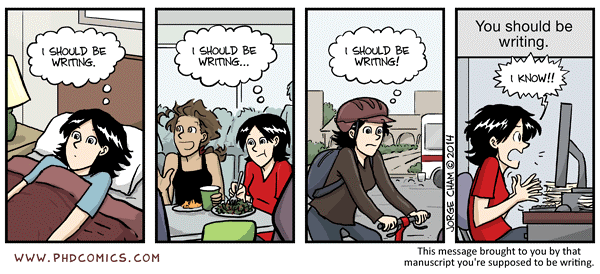 I SHOULD BE
WRITING.
I SHOULD BE
WRITING...
I SHOULD BE
WRITING!
You should be
writing.
I KNOW!!
JORGE CHAM © 2014
WWW.PHDCOMICS.COM
This message brought to you by that
manuscript you're supposed to be writing.